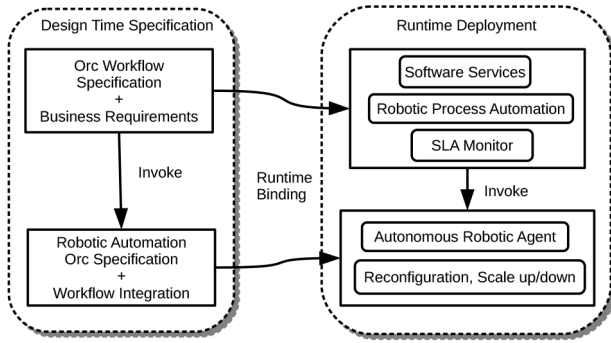 Design Time Specification
Orc Workflow
Specification
+
Business Requirements
Invoke
Robotic Automation
Orc Specification
+
Workflow Integration
Runtime
Binding
Runtime Deployment
Software Services
Robotic Process Automation
SLA Monitor
Invoke
Autonomous Robotic Agent
Reconfiguration, Scale up/down